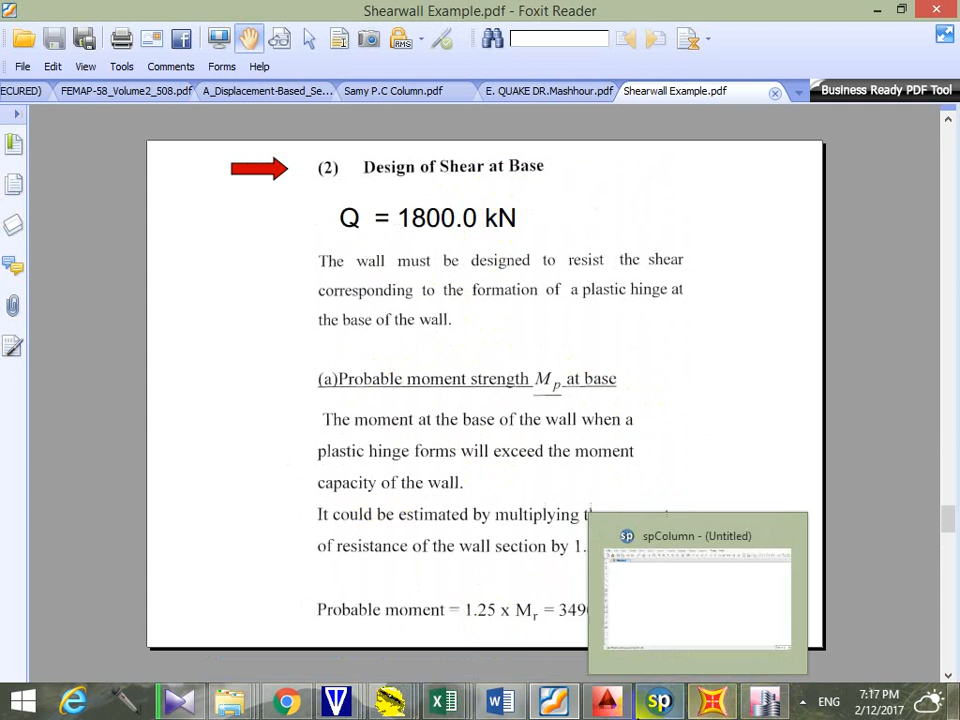 Shearwall Example.pdf - Foxit Reader
File Edit View Tools Comments Forms Help
ECURED) FEMAP-58_Volume2_508.pdf A_Displacement-Based_Se... Samy P.C Column.pdf E. QUAKE DR.Mashhour.pdf Shearwall Example.pdf Business Ready PDF Tool
(2) Design of Shear at Base
Q = 1800.0 kN
The wall must be designed to resist the shear
corresponding to the formation of a plastic hinge at
the base of the wall.
(a)Probable moment strength Mp at base
The moment at the base of the wall when a
plastic hinge forms will exceed the moment
capacity of the wall.
It could be estimated by multiplying
of resistance of the wall section by 1.
Probable moment = 1.25 x Mr = 349
spColumn - (Untitled)
ENG 7:17 PM
2/12/2017